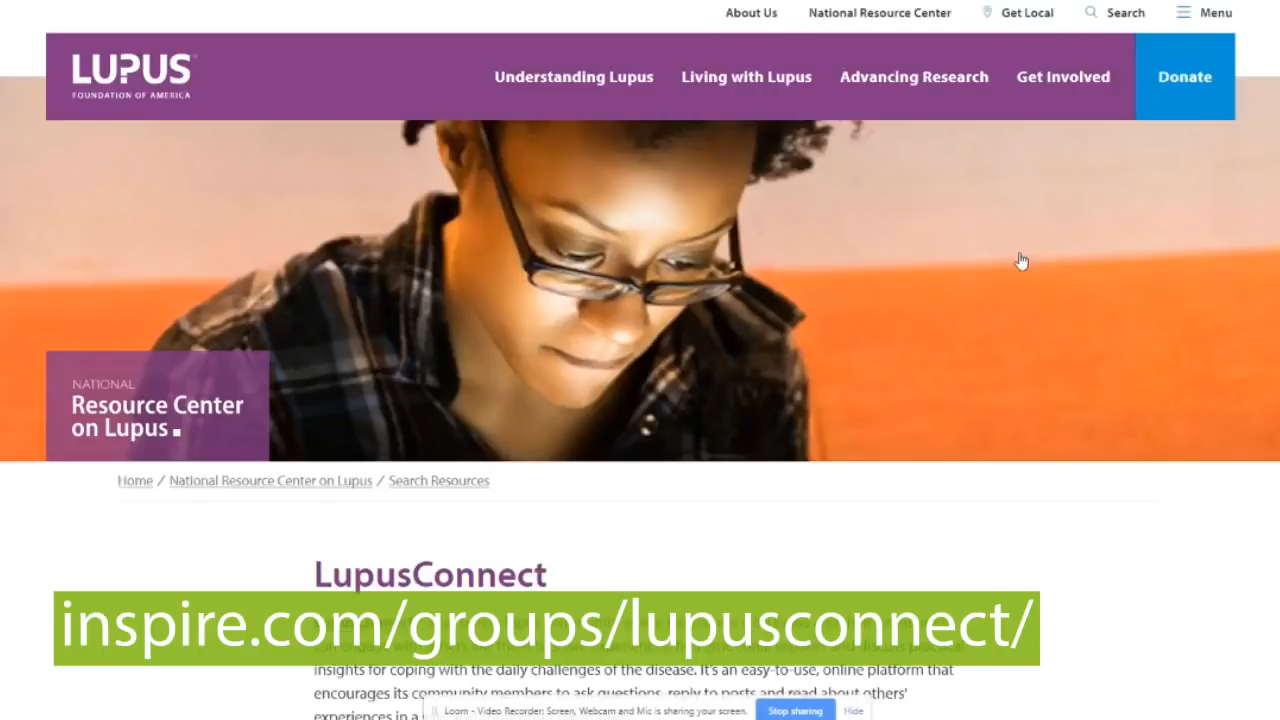 About Us National Resource Center Get Local Search Menu
LUPUS
FOUNDATION OF AMERICA
Understanding Lupus Living with Lupus Advancing Research Get Involved Donate
NATIONAL
Resource Center
on Lupus
Home / National Resource Center on Lupus / Search Resources
LupusConnect
inspire.com/groups/lupusconnect/
insights for coping with the daily challenges of the disease. It's an easy-to-use, online platform that
encourages its community members to ask questions, reply to posts and read about others'
experiences in a
Loom – Video Recorder: Screen, Webcam and Mic is sharing your screen. Stop sharing Hide